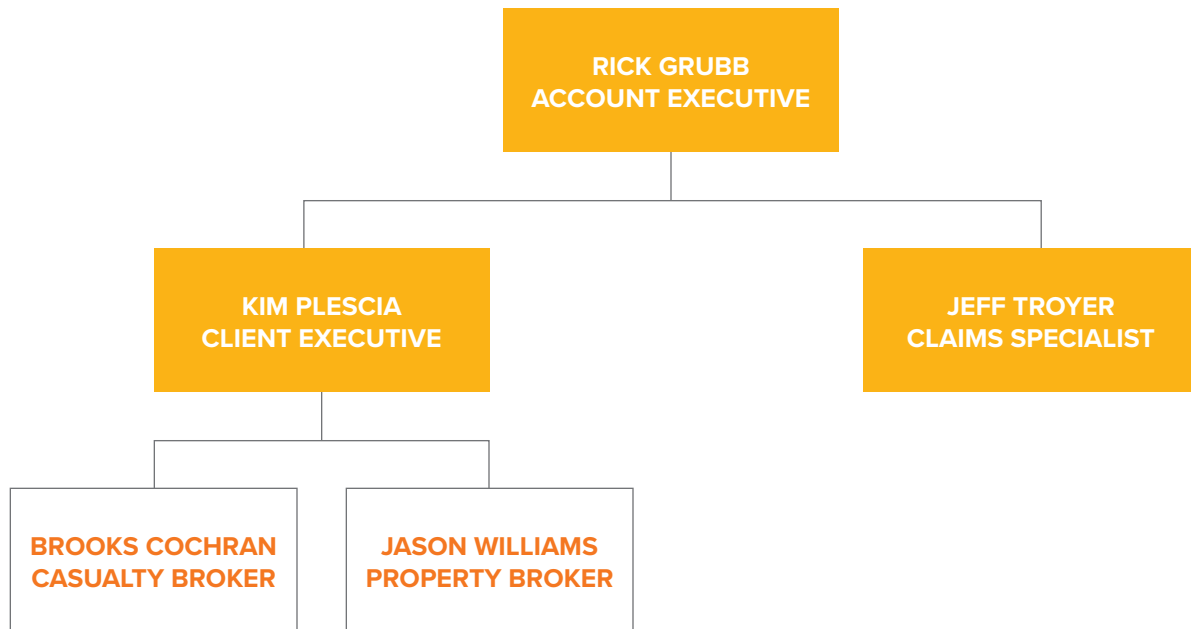 RICK GRUBB
ACCOUNT EXECUTIVE
KIM PLESCIA
CLIENT EXECUTIVE
JEFF TROYER
CLAIMS SPECIALIST
BROOKS COCHRAN
CASUALTY BROKER
JASON WILLIAMS
PROPERTY BROKER